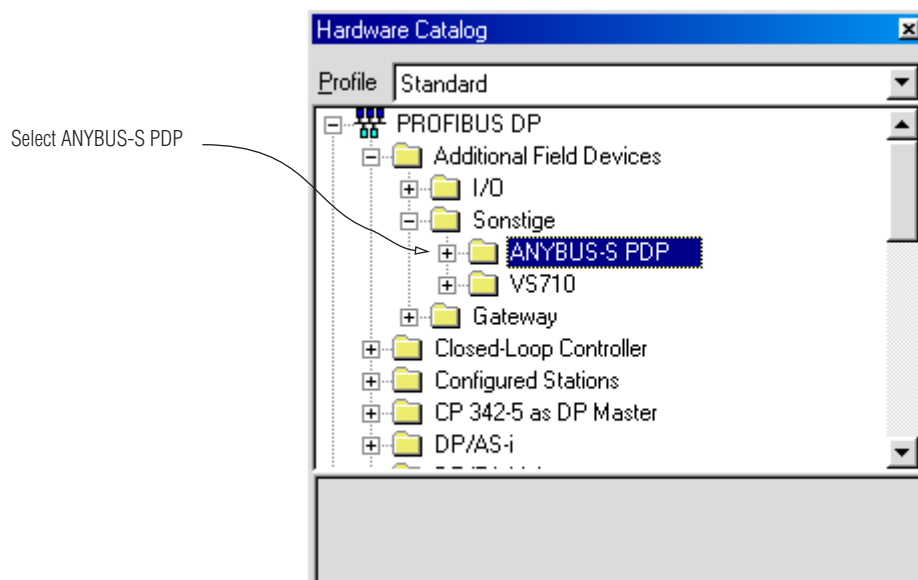 Hardware Catalog
Profile Standard
PROFIBUS DP
Select ANYBUS-S PDP
Additional Field Devices
I/O
Sonstige
ANYBUS-S PDP
VS710
Gateway
Closed-Loop Controller
Configured Stations
CP 342-5 as DP Master
DP/AS-i